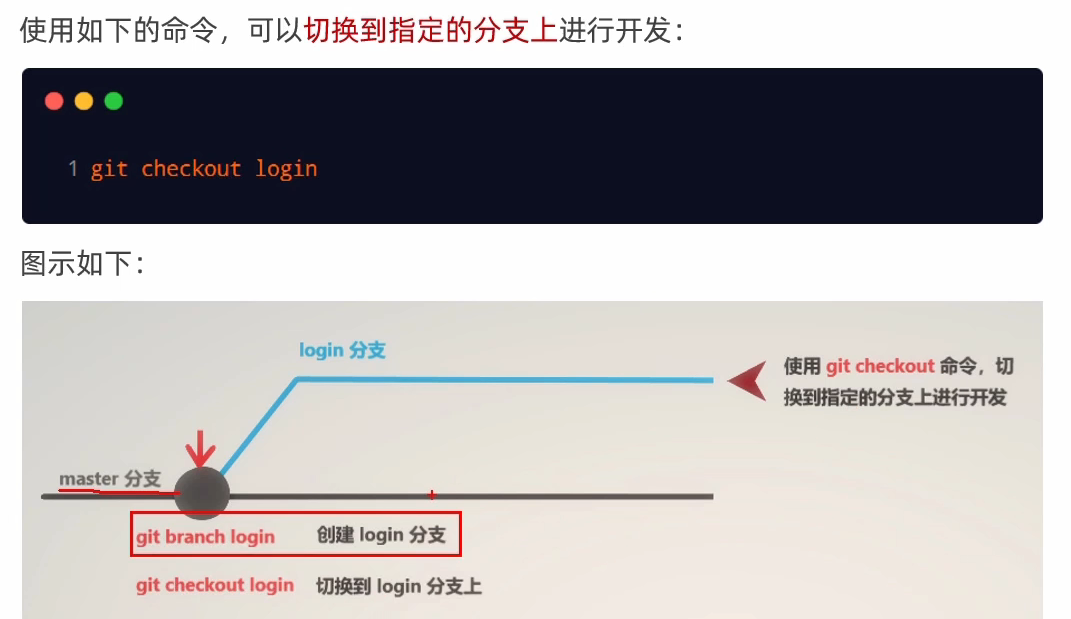 使用如下的命令，可以切换到指定的分支上进行开发：
1 git checkout login
图示如下：
login 分支
使用 git checkout 命令，切
换到指定的分支上进行开发
master 分支
git branch login 创建 login 分支
git checkout login 切换到 login 分支上